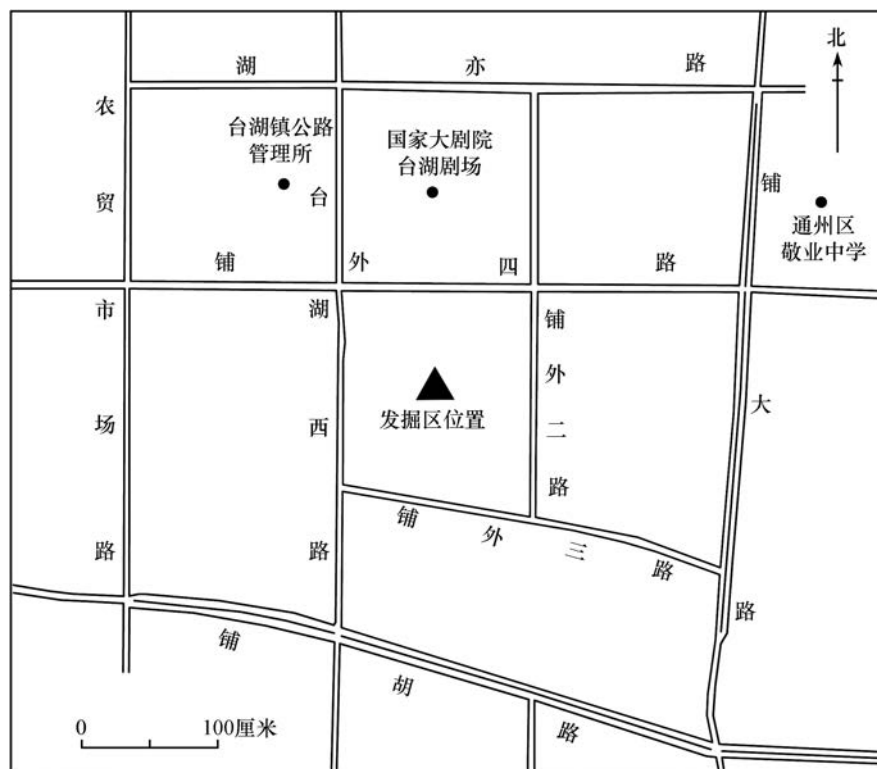 湖亦路
北
农贸市场路
台湖镇公路
管理所
国家大剧院
台湖剧场
台湖西路
铺大路
通州区
敬业中学
铺外四路
铺外二路
发掘区位置
铺外三路
铺胡路
0 100厘米